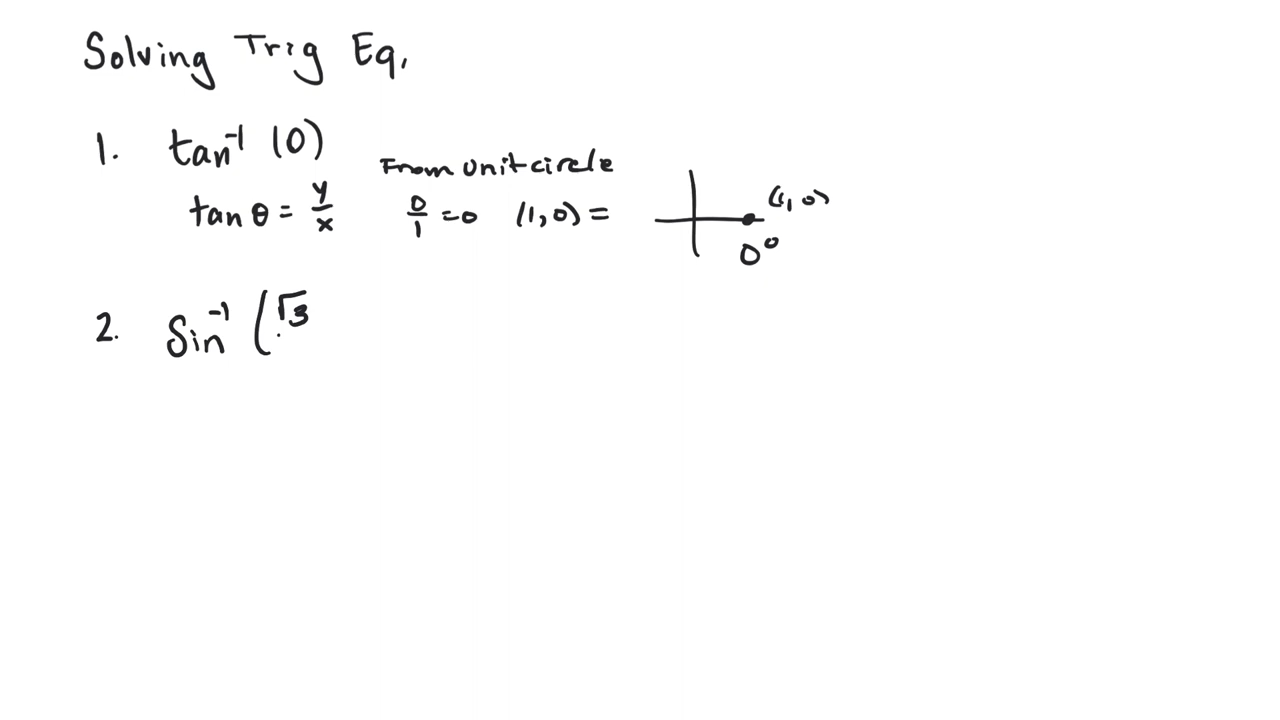 Solving Trig Eq.
1. tan⁻¹ (0)
From unit circle
tan θ = y/x 0/1 = 0 (1, 0) = (1, 0)
0°
2. Sin⁻¹ (√3